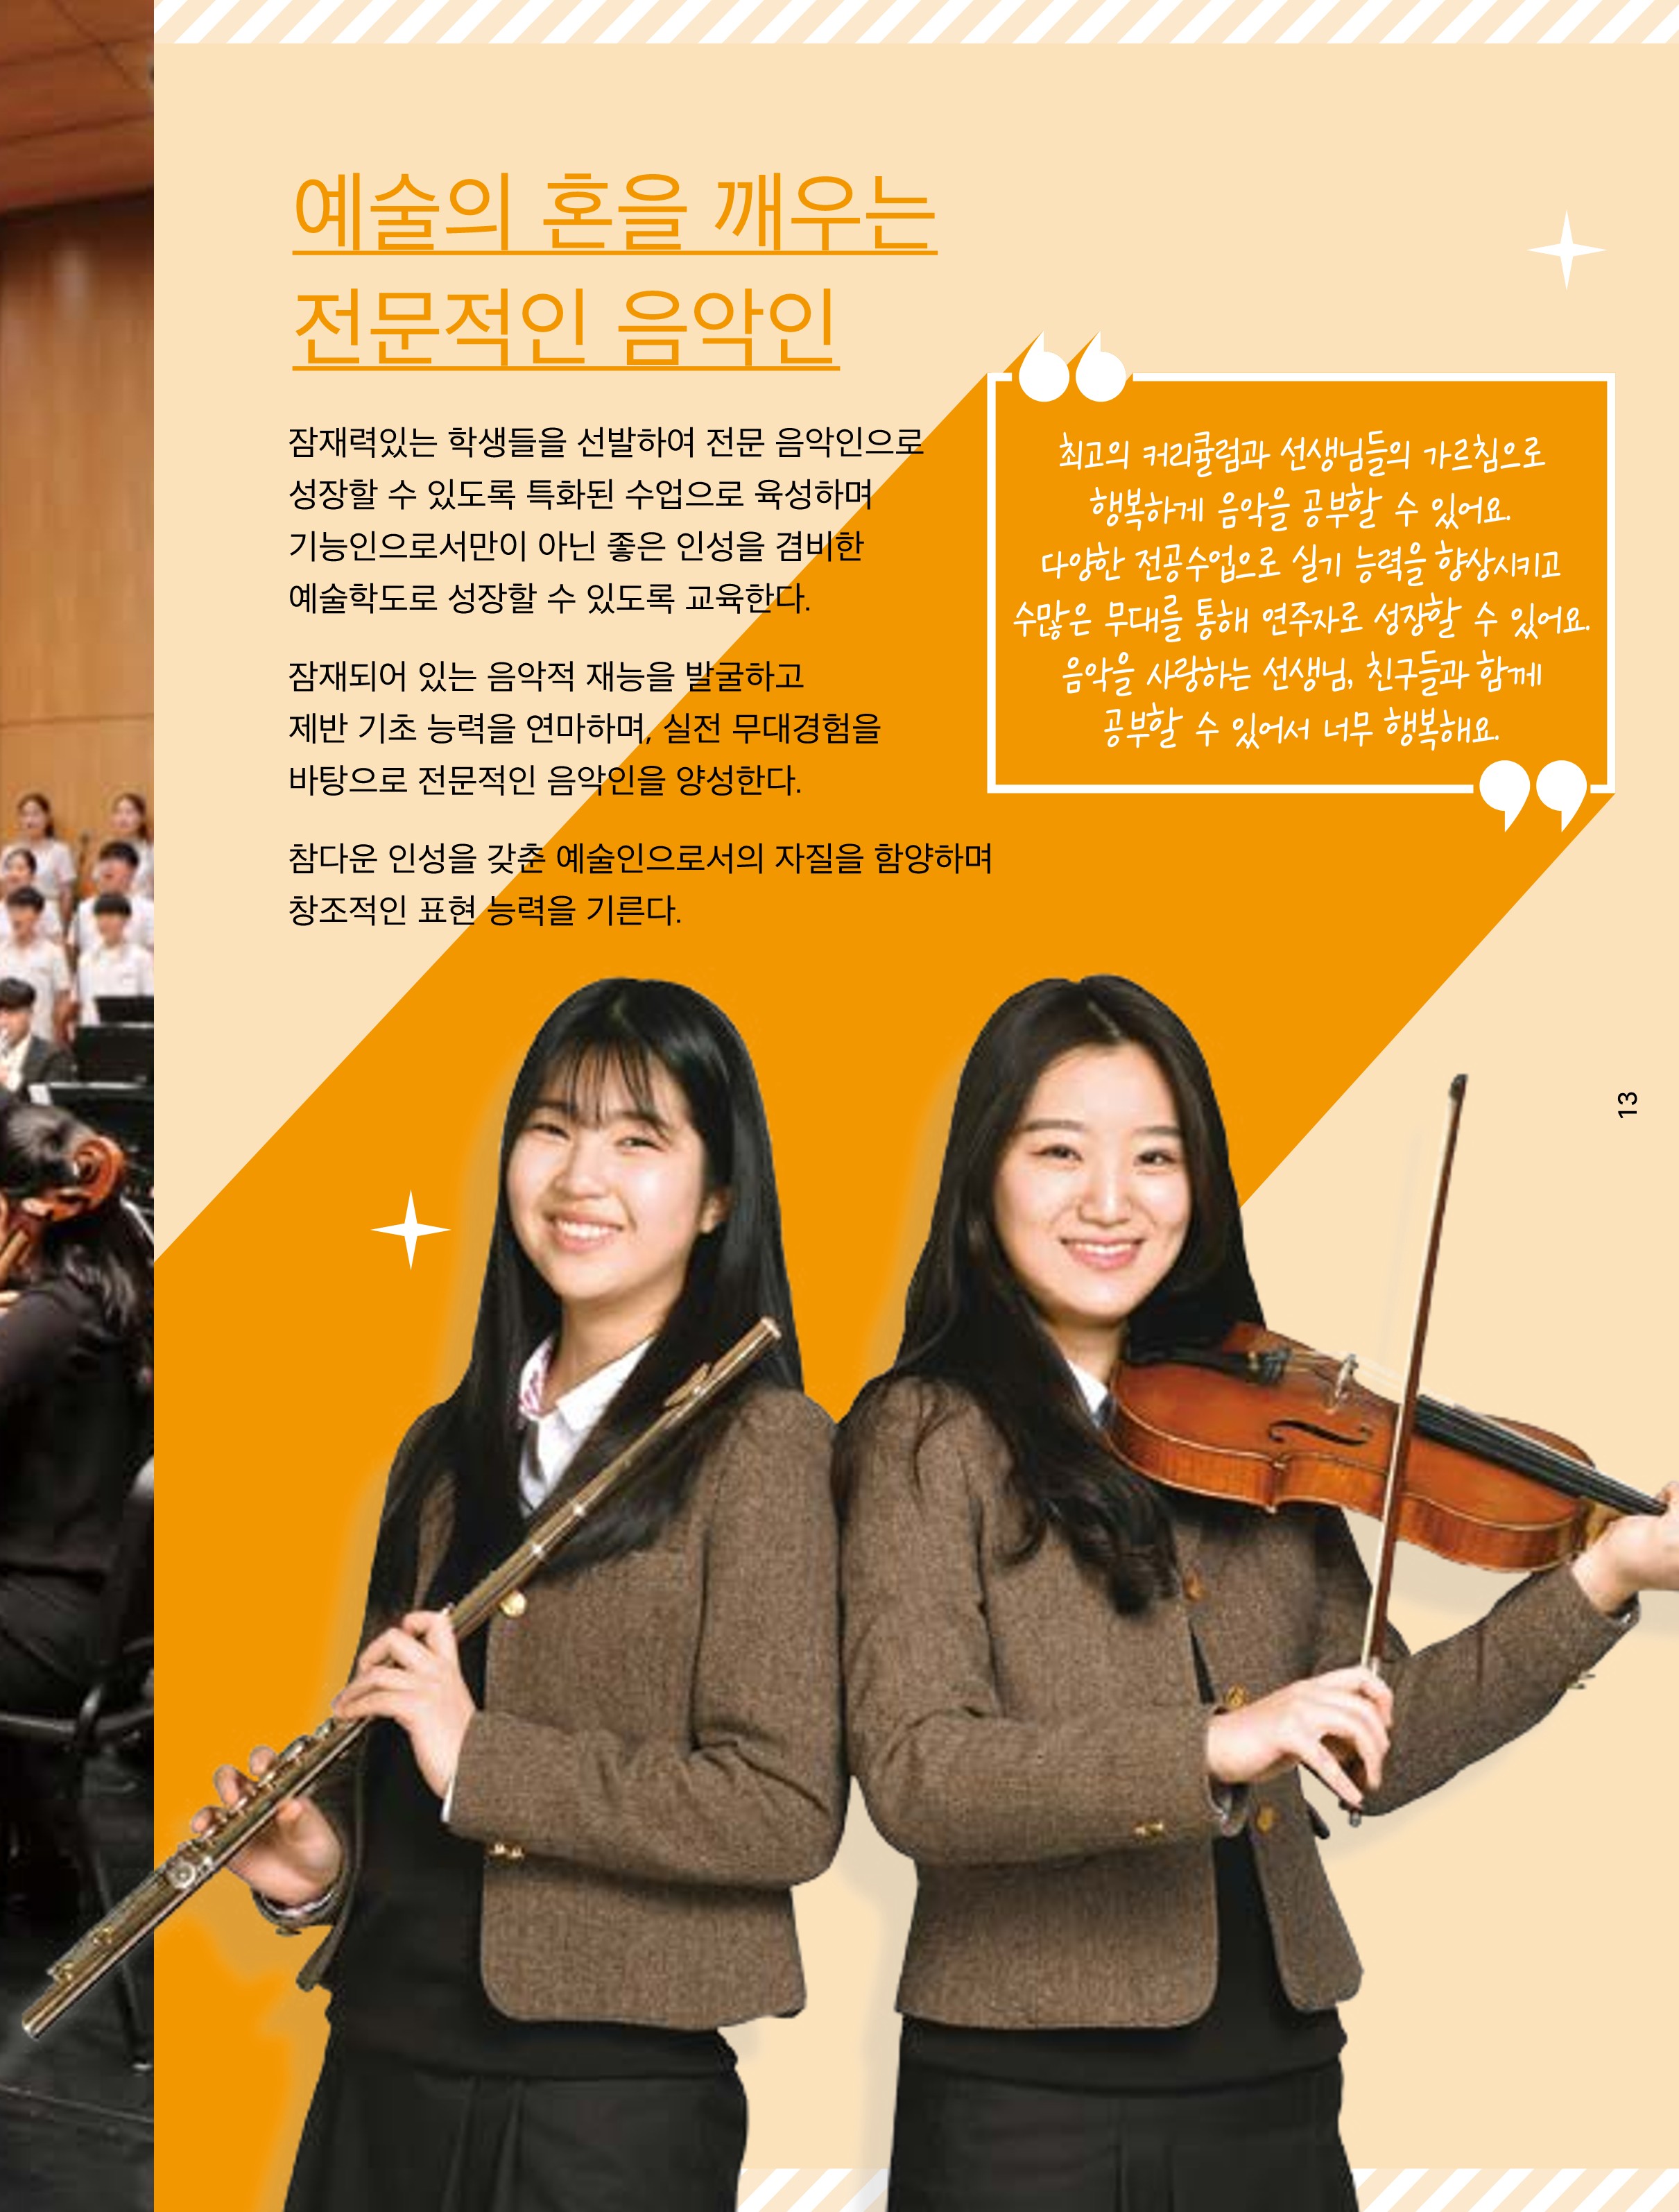 예술의 혼을 깨우는
전문적인 음악인
잠재력있는 학생들을 선발하여 전문 음악인으로
성장할 수 있도록 특화된 수업으로 육성하며
기능인으로서만이 아닌 좋은 인성을 겸비한
예술학도로 성장할 수 있도록 교육한다.
잠재되어 있는 음악적 재능을 발굴하고
제반 기초 능력을 연마하며, 실전 무대경험을
바탕으로 전문적인 음악인을 양성한다.
참다운 인성을 갖춘 예술인으로서의 자질을 함양하며
창조적인 표현 능력을 기른다.
최고의 커리큘럼과 선생님들의 가르침으로
행복하게 음악을 공부할 수 있어요.
다양한 전공수업으로 실기 능력을 향상시키고
수많은 무대를 통해 연주자로 성장할 수 있어요.
음악을 사랑하는 선생님, 친구들과 함께
공부할 수 있어서 너무 행복해요.
13